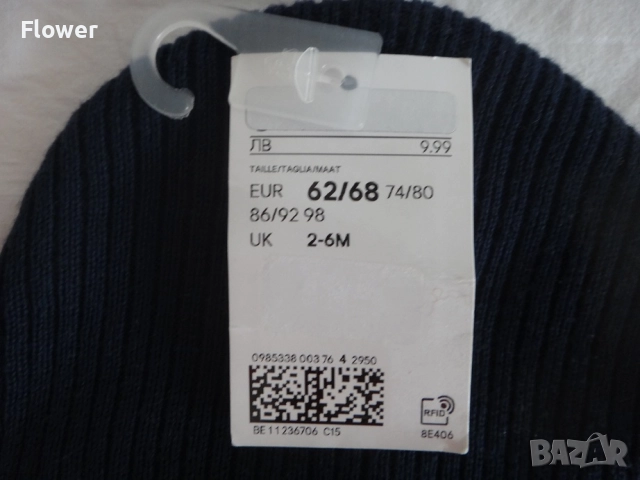 Flower
ЛВ 9.99
TAILLE/TAGLIA/MAAT
EUR 62/68 74/80
86/92 98
UK 2-6M
0985338 003 76 4 2950
BE 11236706 C15
RFID
8E406
BAZAR